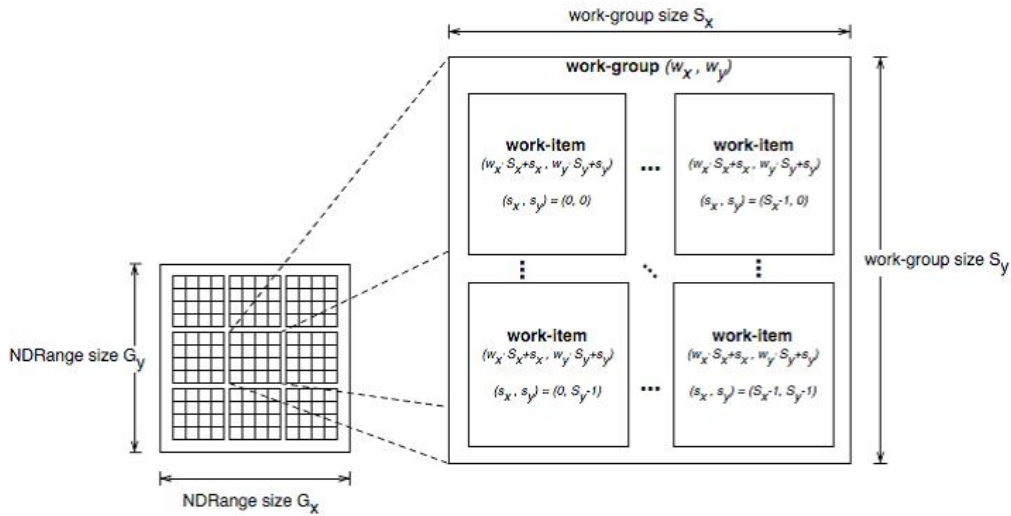 work-group size Sx
work-group (wx , wy)
work-item
(wx· Sx+sx , wy· Sy+sy)
(sx , sy) = (0, 0)
...
work-item
(wx· Sx+sx , wy· Sy+sy)
(sx , sy) = (Sx-1, 0)
work-group size Sy
NDRange size Gy
work-item
(wx· Sx+sx , wy· Sy+sy)
(sx , sy) = (0, Sy-1)
...
work-item
(wx· Sx+sx , wy· Sy+sy)
(sx , sy) = (Sx-1, Sy-1)
NDRange size Gx